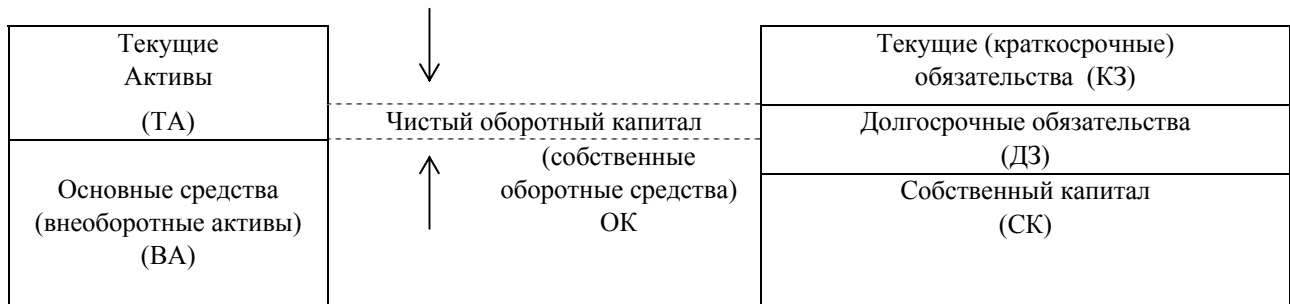 Текущие
Активы
(ТА)
Основные средства
(внеоборотные активы)
(ВА)
Чистый оборотный капитал
(собственные
оборотные средства)
ОК
Текущие (краткосрочные)
обязательства (КЗ)
Долгосрочные обязательства
(ДЗ)
Собственный капитал
(СК)